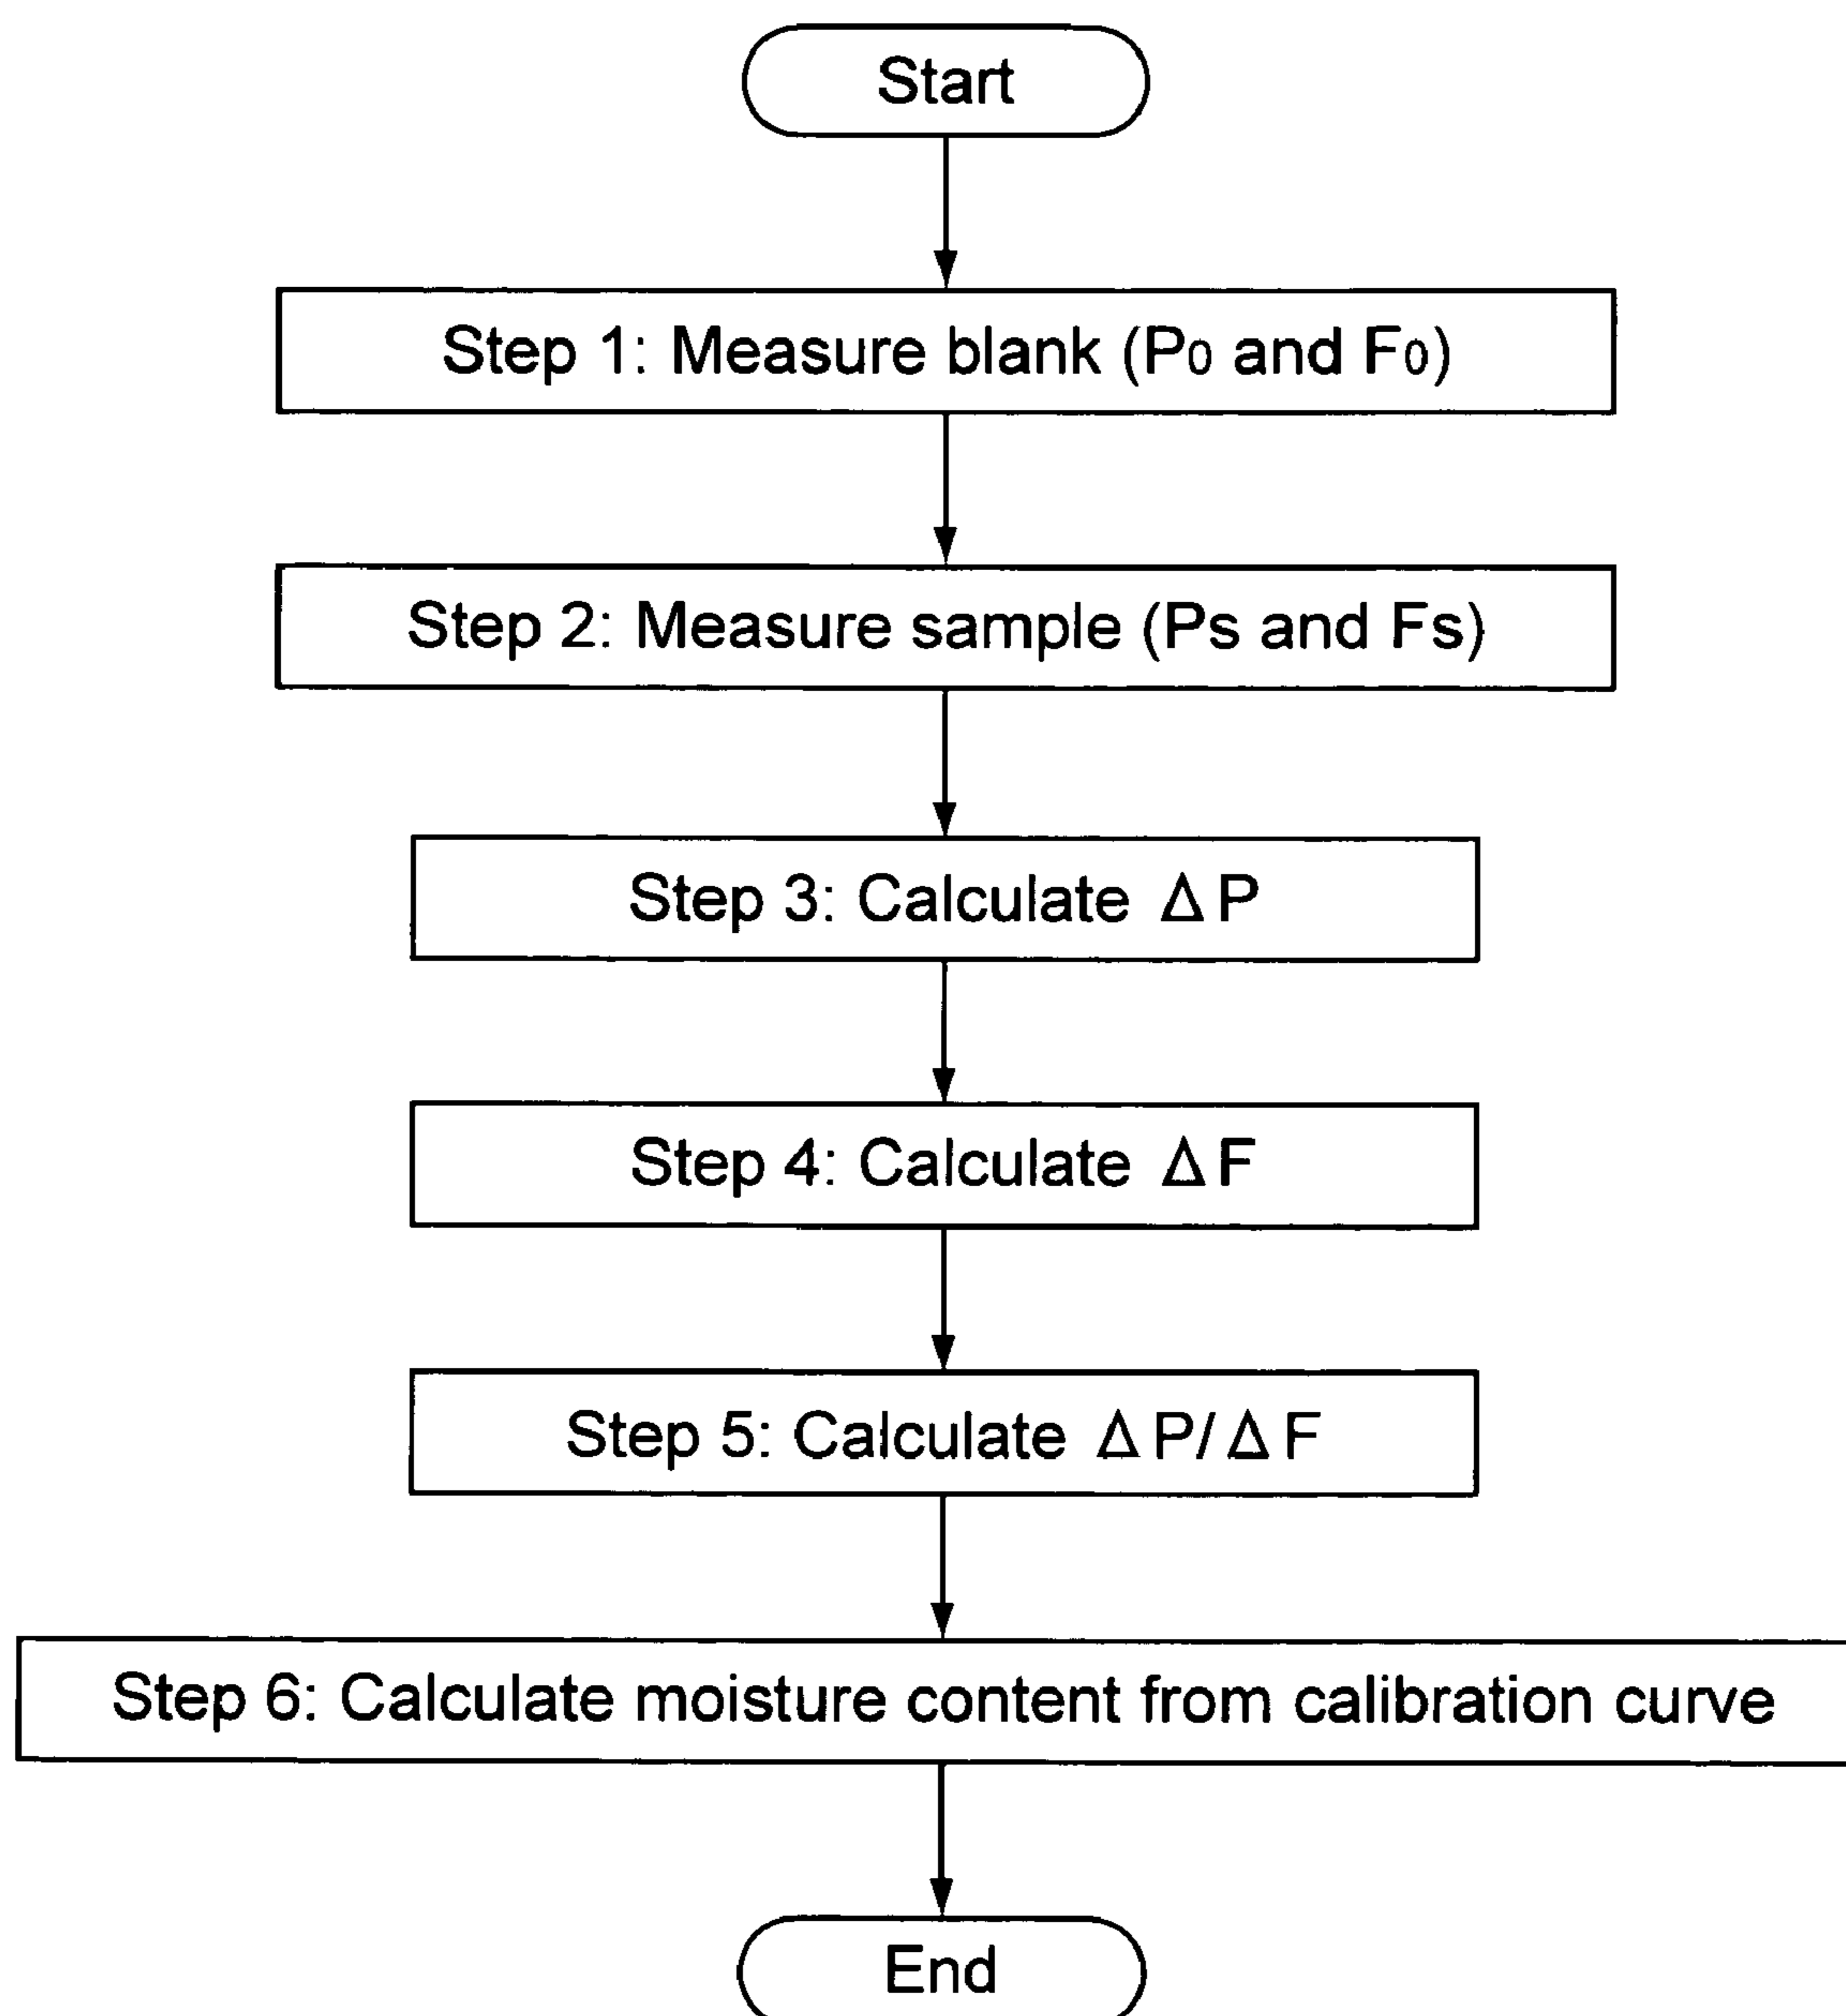 Start
Step 1: Measure blank (P0 and F0)
Step 2: Measure sample (Ps and Fs)
Step 3: Calculate ΔP
Step 4: Calculate ΔF
Step 5: Calculate ΔP/ΔF
Step 6: Calculate moisture content from calibration curve
End